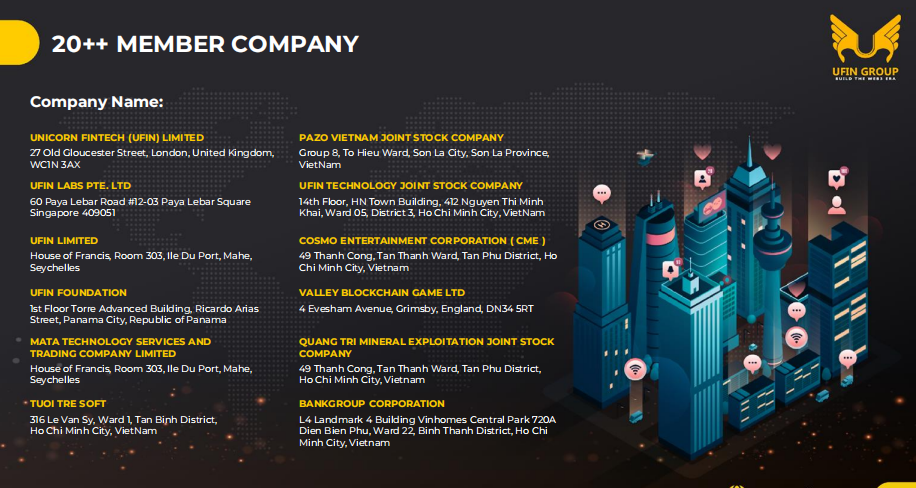 20++ MEMBER COMPANY
UFIN GROUP
BUILD THE WEB3 ERA
Company Name:
UNICORN FINTECH (UFIN) LIMITED
27 Old Gloucester Street, London, United Kingdom,
WC1N 3AX
UFIN LABS PTE. LTD
60 Paya Lebar Road #12-03 Paya Lebar Square
Singapore 409051
UFIN LIMITED
House of Francis, Room 303, Ile Du Port, Mahe,
Seychelles
UFIN FOUNDATION
1st Floor Torre Advanced Building, Ricardo Arias
Street, Panama City, Republic of Panama
MATA TECHNOLOGY SERVICES AND
TRADING COMPANY LIMITED
House of Francis, Room 303, Ile Du Port, Mahe,
Seychelles
TUOI TRE SOFT
316 Le Van Sy, Ward 1, Tan Binh District,
Ho Chi Minh City, VietNam
PAZO VIETNAM JOINT STOCK COMPANY
Group 8, To Hieu Ward, Son La City, Son La Province,
VietNam
UFIN TECHNOLOGY JOINT STOCK COMPANY
14th Floor, HN Town Building, 412 Nguyen Thi Minh
Khai, Ward 05, District 3, Ho Chi Minh City, VietNam
COSMO ENTERTAINMENT CORPORATION ( CME )
49 Thanh Cong, Tan Thanh Ward, Tan Phu District, Ho
Chi Minh City, Vietnam
VALLEY BLOCKCHAIN GAME LTD
4 Evesham Avenue, Grimsby, England, DN34 5RT
QUANG TRI MINERAL EXPLOITATION JOINT STOCK
COMPANY
49 Thanh Cong, Tan Thanh Ward, Tan Phu District,
Ho Chi Minh City, Vietnam
BANKGROUP CORPORATION
L4 Landmark 4 Building Vinhomes Central Park 720A
Dien Bien Phu, Ward 22, Binh Thanh District, Ho Chi
Minh City, Vietnam